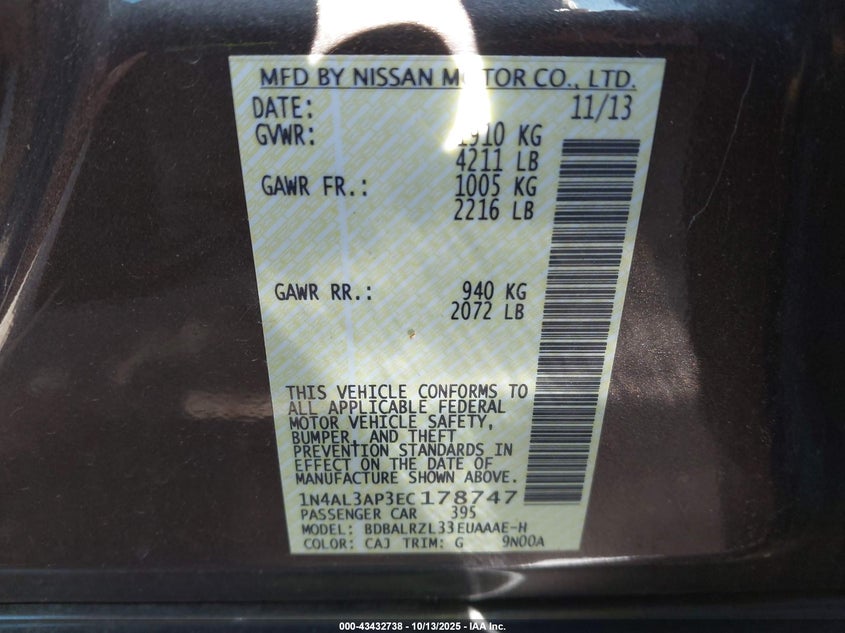 MFD BY NISSAN MOTOR CO., LTD.
DATE: 11/13
GVWR: 1910 KG
4211 LB
GAWR FR.: 1005 KG
2216 LB
GAWR RR.: 940 KG
2072 LB
THIS VEHICLE CONFORMS TO
ALL APPLICABLE FEDERAL
MOTOR VEHICLE SAFETY,
BUMPER, AND THEFT
PREVENTION STANDARDS IN
EFFECT ON THE DATE OF
MANUFACTURE SHOWN ABOVE.
1N4AL3AP3EC178747
PASSENGER CAR 395
MODEL: BDBALRZL33EUAAAE-H
COLOR: CAJ TRIM: G 9N00A
000-43432738 - 10/13/2025 - IAA Inc.